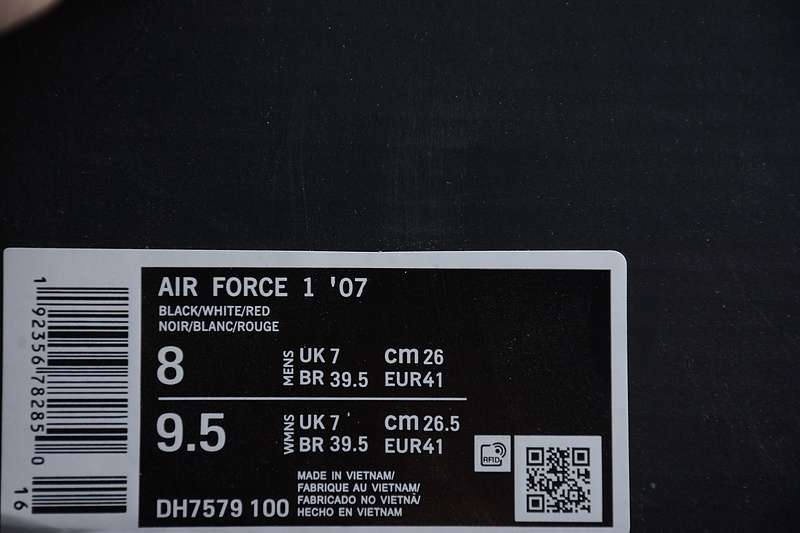 AIR FORCE 1 '07
BLACK/WHITE/RED
NOIR/BLANC/ROUGE
8 MENS UK 7 cm 26
BR 39.5 EUR41
9.5 WMNS UK 7 ' cm 26.5
BR 39.5 EUR41
RFID
MADE IN VIETNAM/
FABRIQUE AU VIETNAM/
FABRICADO NO VIETNÃ/
HECHO EN VIETNAM
DH7579 100
1 92356 78285 0
16